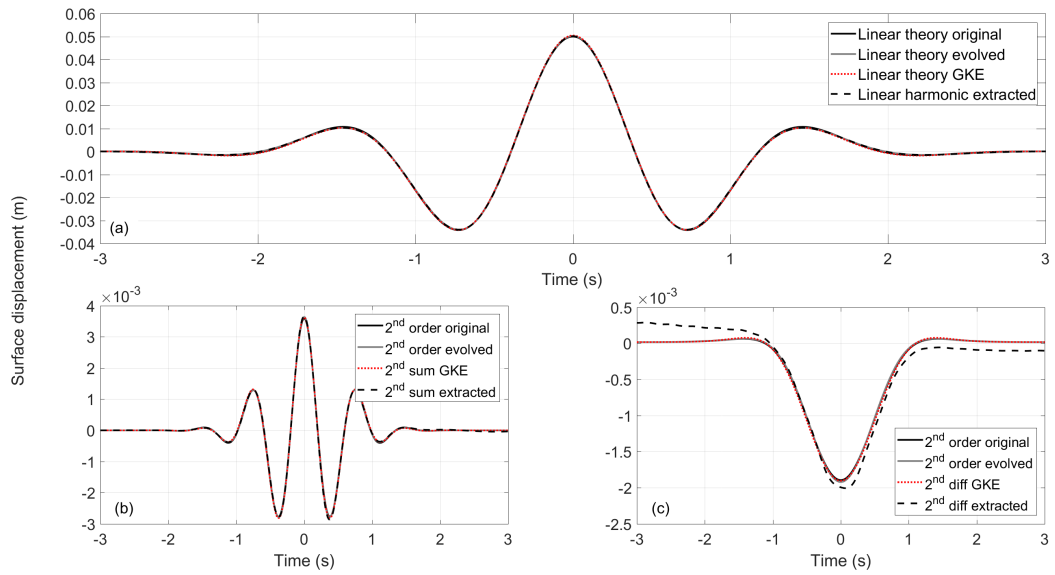 0.06
0.05
0.04
0.03
0.02
0.01
0
-0.01
-0.02
-0.03
-0.04
Linear theory original
Linear theory evolved
Linear theory GKE
Linear harmonic extracted
(a)
-3 -2 -1 0 1 2 3
Time (s)
Surface displacement (m)
×10⁻³
4
3
2
1
0
-1
-2
-3
2nd order original
2nd order evolved
2nd sum GKE
2nd sum extracted
(b)
-3 -2 -1 0 1 2 3
Time (s)
×10⁻³
0.5
0
-0.5
-1
-1.5
-2
-2.5
2nd order original
2nd order evolved
2nd diff GKE
2nd diff extracted
(c)
-3 -2 -1 0 1 2 3
Time (s)